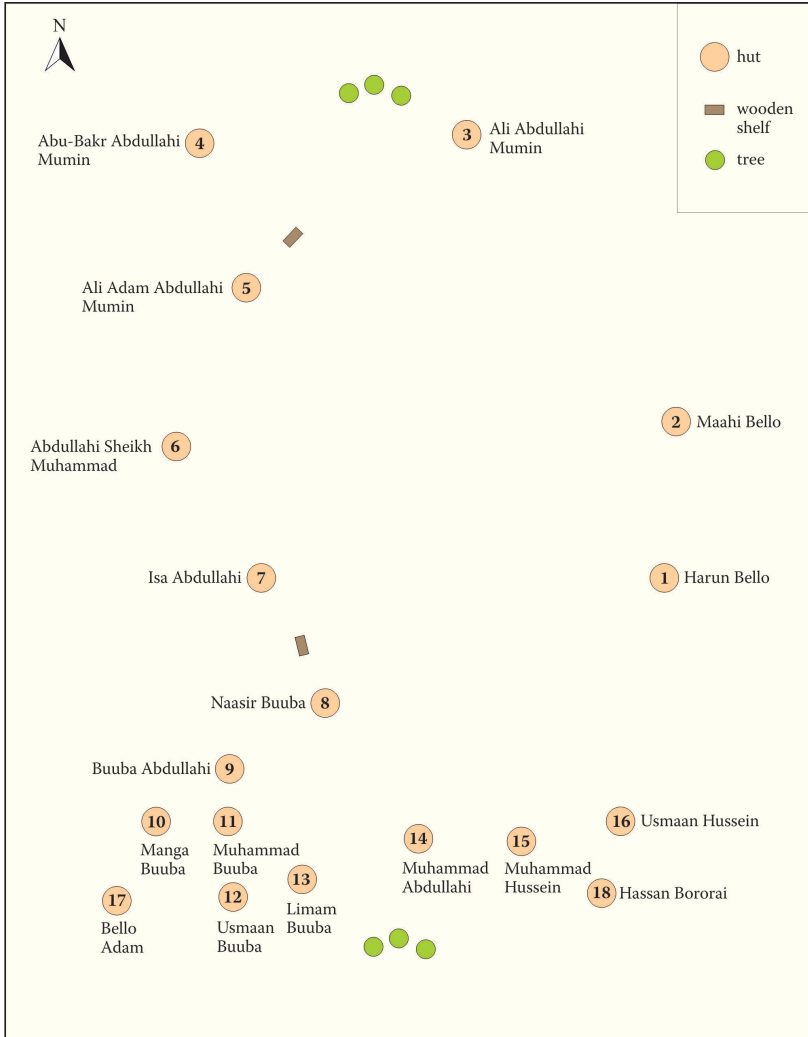 N
hut
wooden
shelf
tree
3
Ali Abdullahi
Mumin
Abu-Bakr Abdullahi
Mumin
4
Ali Adam Abdullahi
Mumin
5
2
Maahi Bello
Abdullahi Sheikh
Muhammad
6
Isa Abdullahi
7
1
Harun Bello
Naasir Buuba
8
Buuba Abdullahi
9
10
Manga
Buuba
11
Muhammad
Buuba
14
Muhammad
Abdullahi
15
Muhammad
Hussein
16
Usmaan Hussein
13
Limam
Buuba
18
Hassan Bororai
17
Bello
Adam
12
Usmaan
Buuba